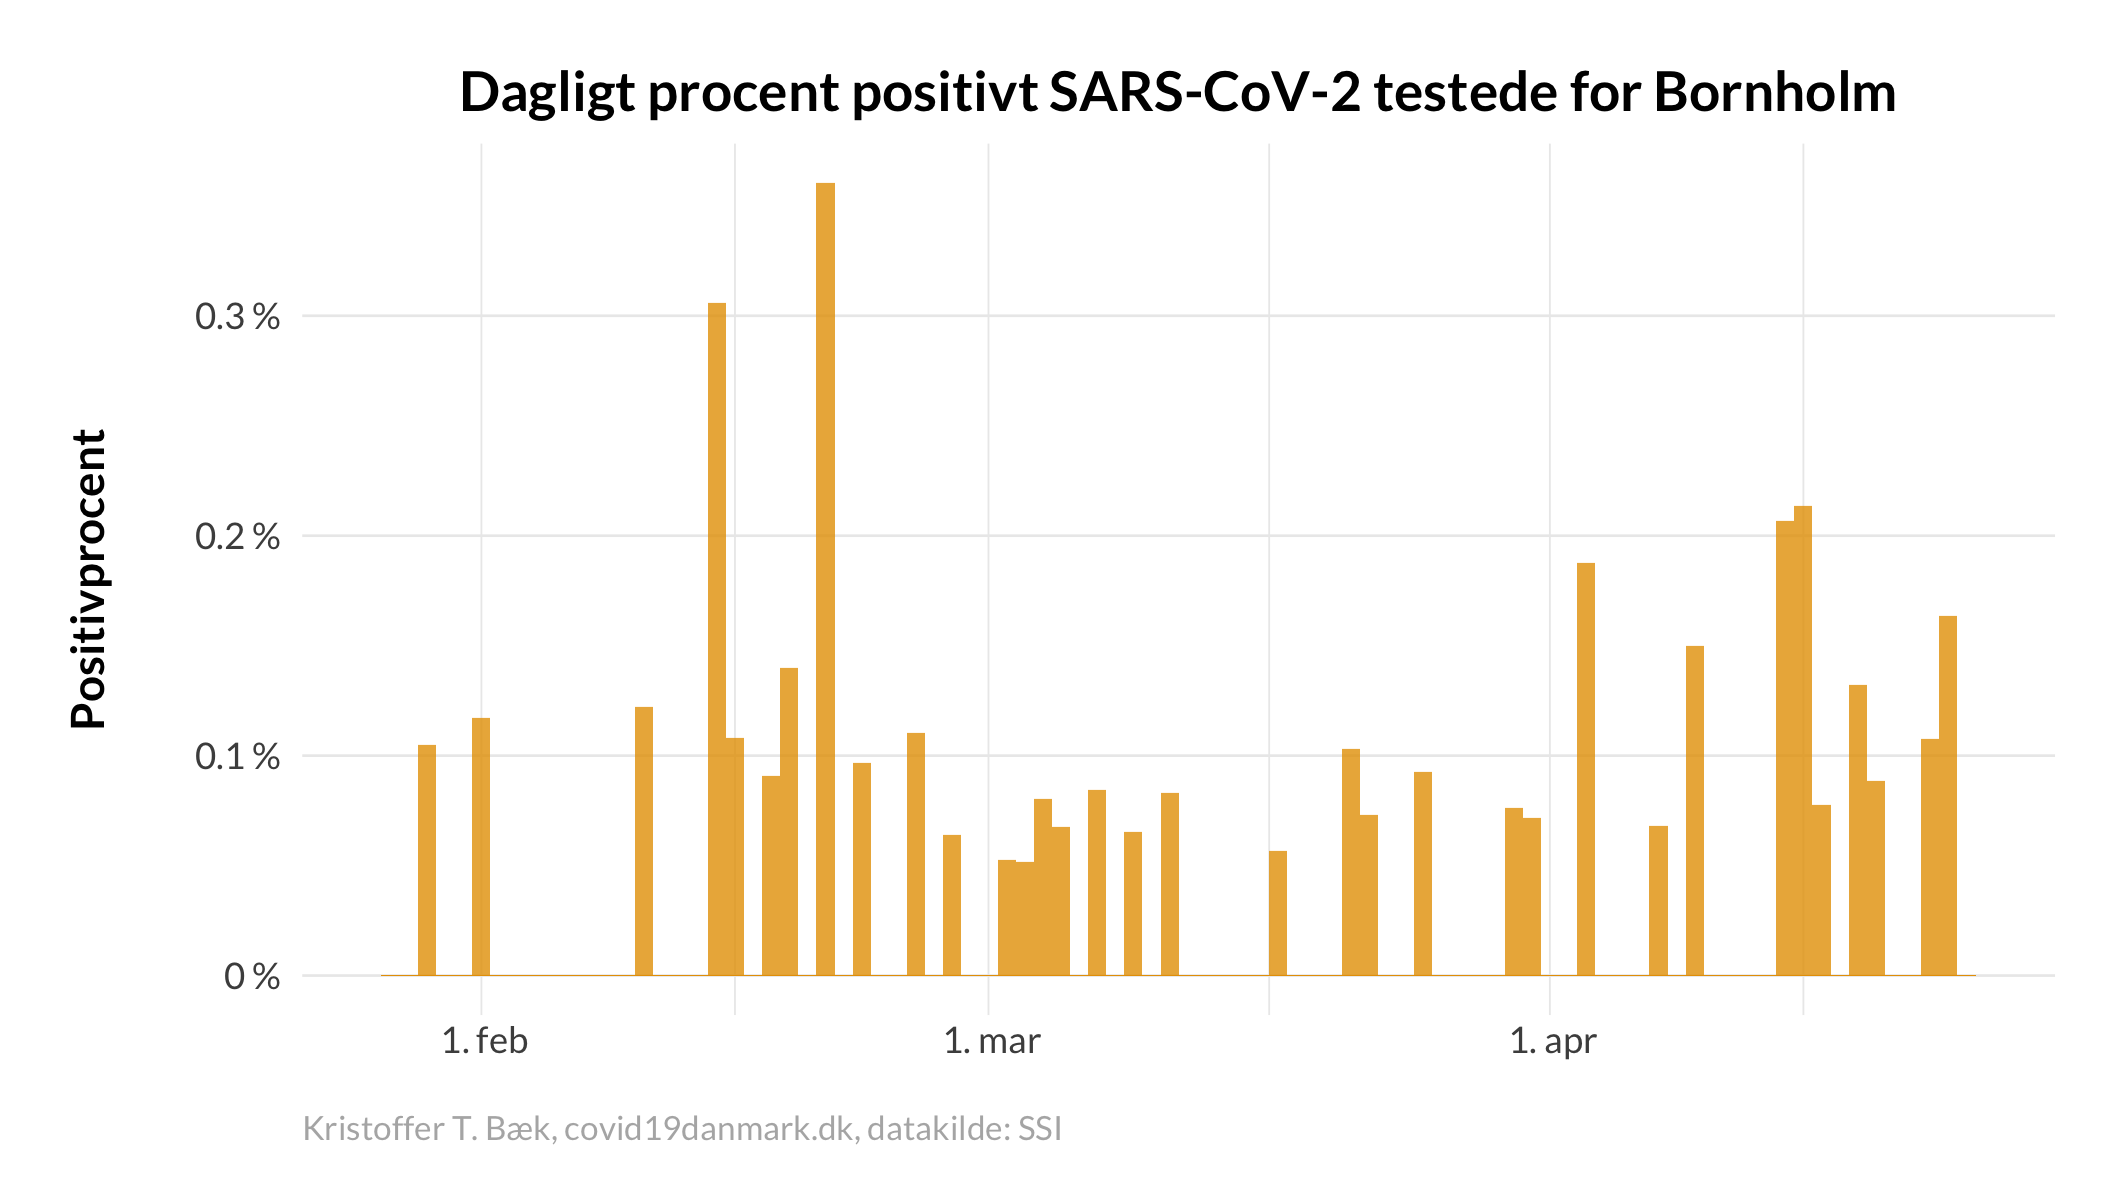 Dagligt procent positivt SARS-CoV-2 testede for Bornholm
Positivprocent
0.3 %
0.2 %
0.1 %
0 %
1. feb
1. mar
1. apr
Kristoffer T. Bæk, covid19danmark.dk, datakilde: SSI